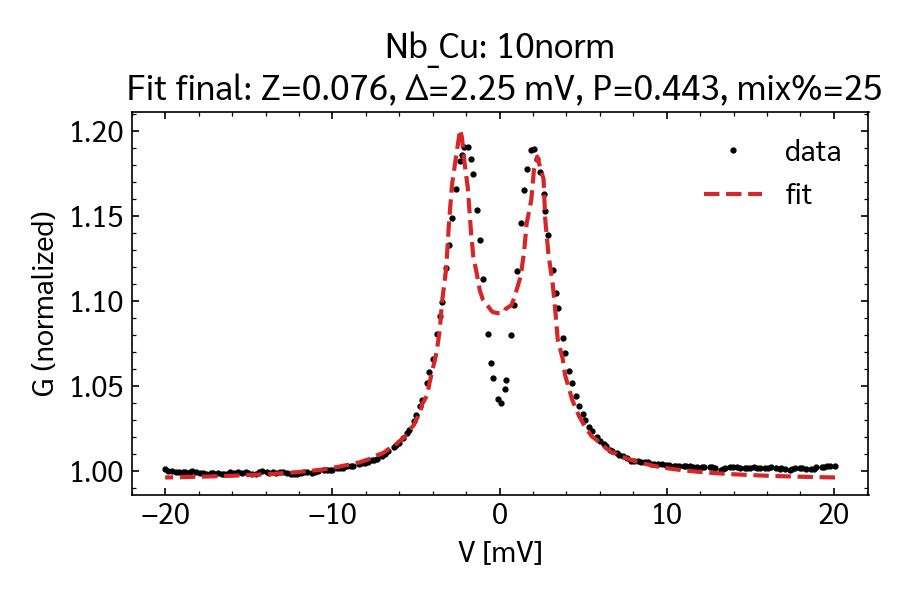 Nb_Cu: 10norm
Fit final: Z=0.076, Δ=2.25 mV, P=0.443, mix%=25
1.20
1.15
1.10
1.05
1.00
G (normalized)
data
fit
−20
−10
0
10
20
V [mV]